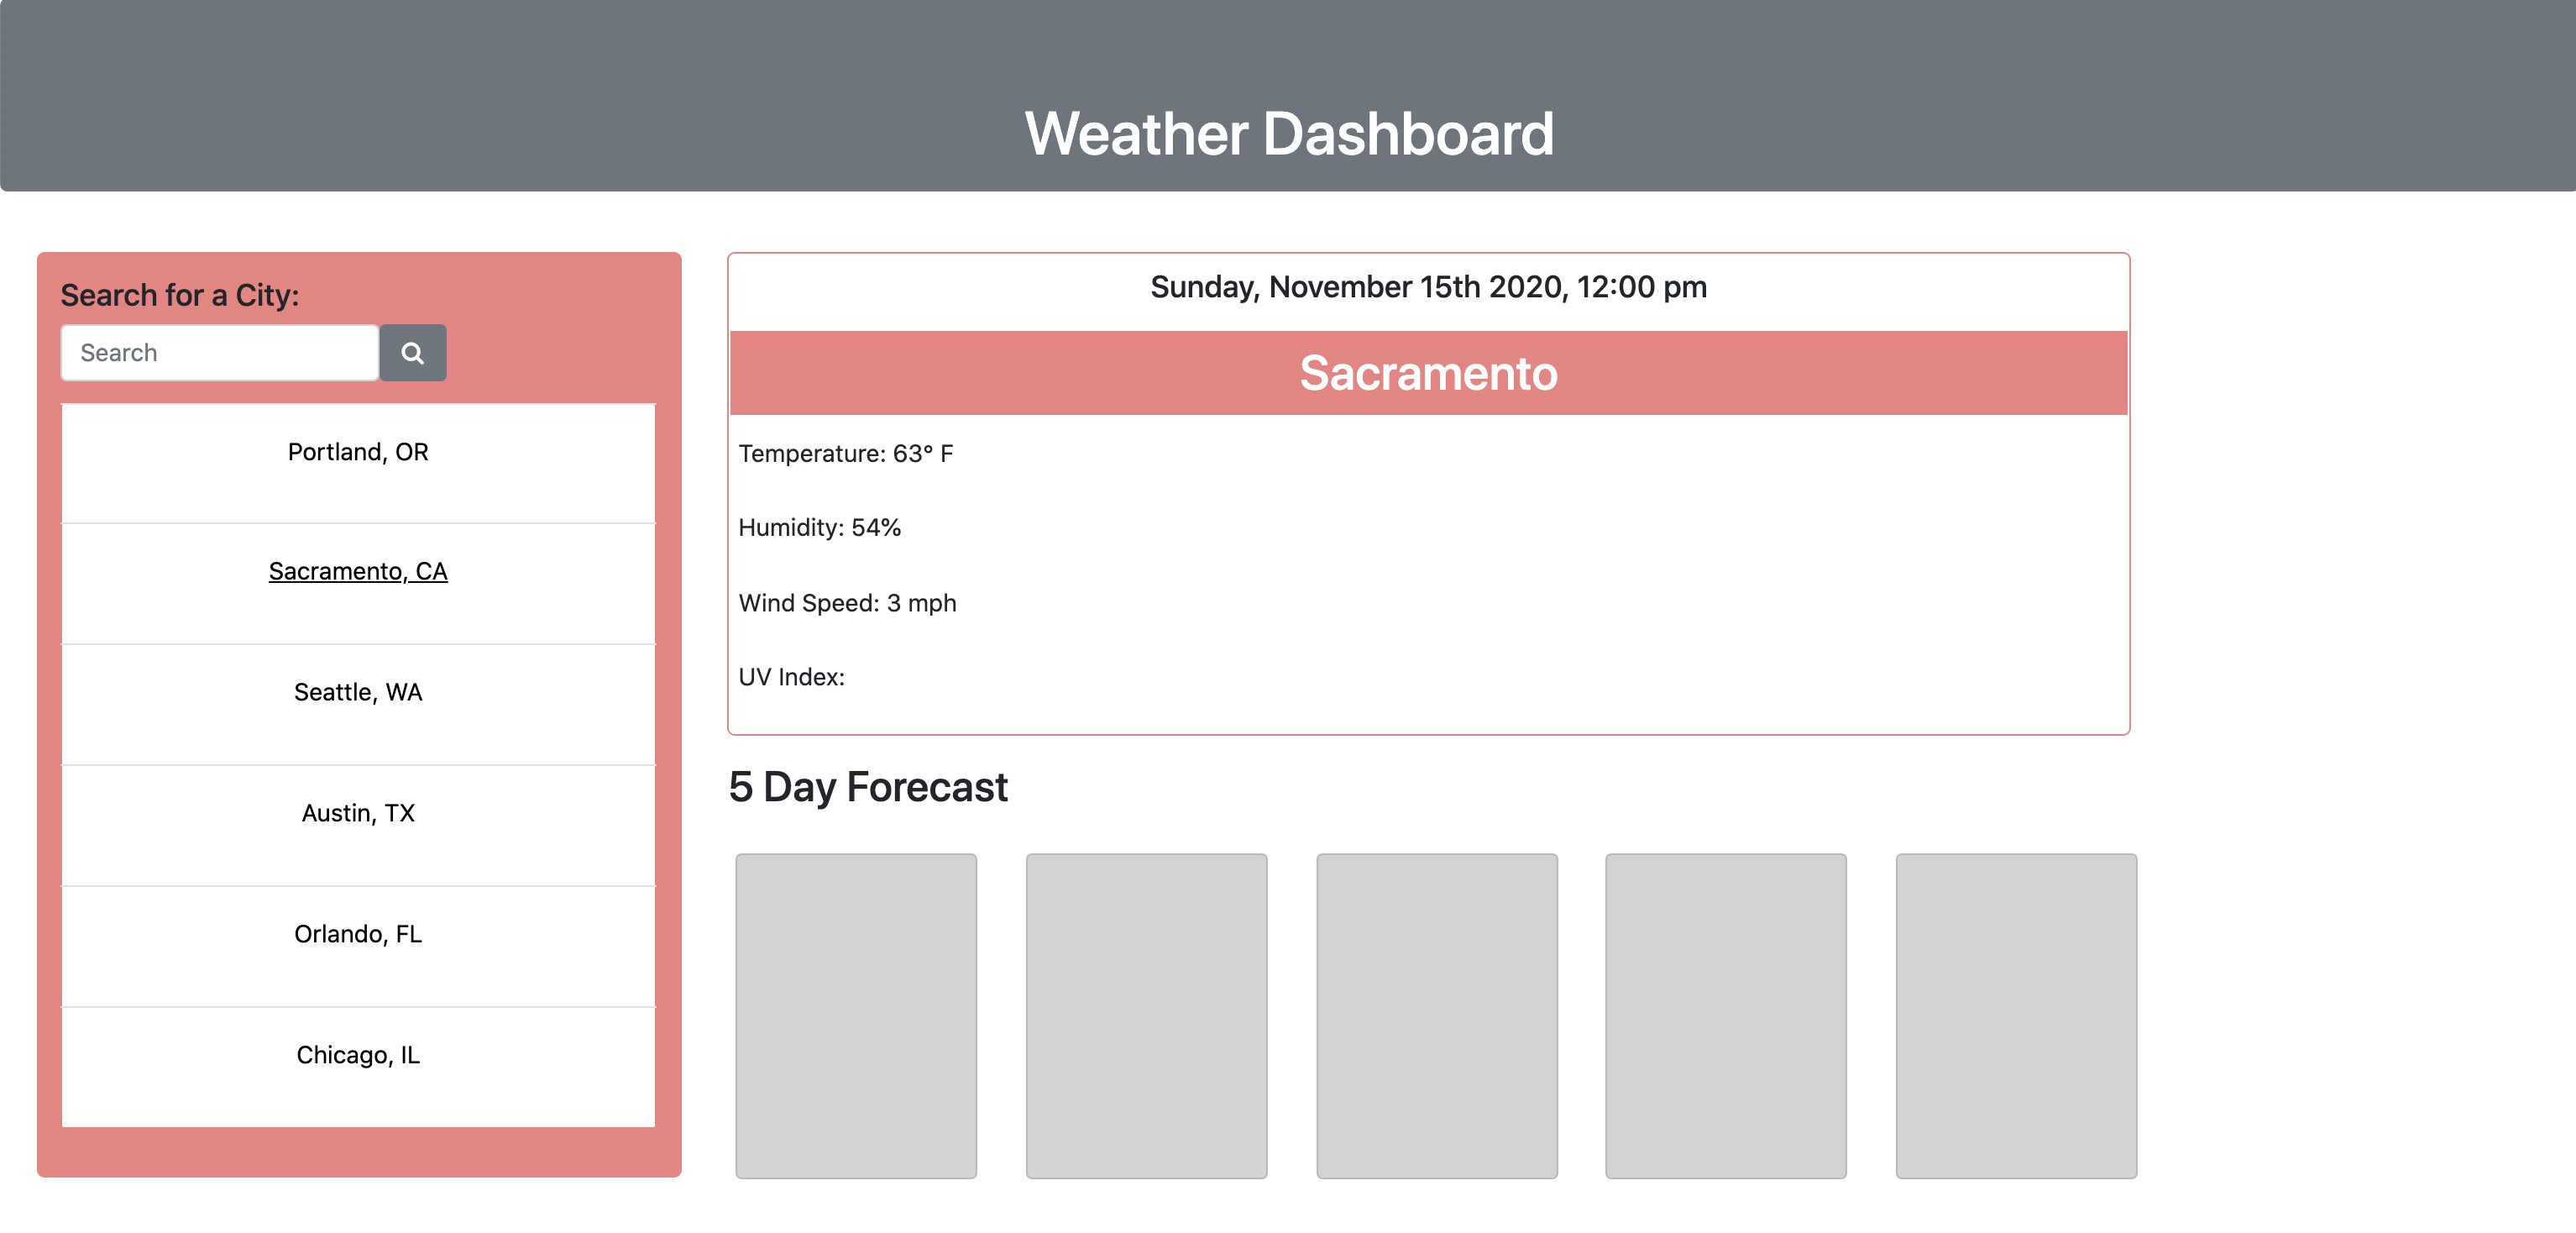 Weather Dashboard
Search for a City:
Search
Portland, OR
Sacramento, CA
Seattle, WA
Austin, TX
Orlando, FL
Chicago, IL
Sunday, November 15th 2020, 12:00 pm
Sacramento
Temperature: 63° F
Humidity: 54%
Wind Speed: 3 mph
UV Index:
5 Day Forecast